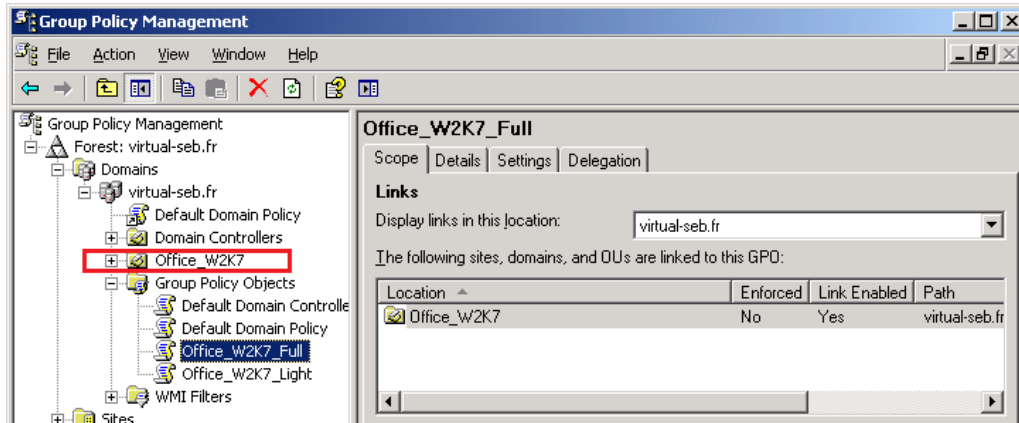 Group Policy Management
File Action View Window Help
Group Policy Management
Forest: virtual-seb.fr
Domains
virtual-seb.fr
Default Domain Policy
Domain Controllers
Office_W2K7
Group Policy Objects
Default Domain Controlle
Default Domain Policy
Office_W2K7_Full
Office_W2K7_Light
WMI Filters
Sites
Office_W2K7_Full
Scope Details Settings Delegation
Links
Display links in this location: virtual-seb.fr
The following sites, domains, and OUs are linked to this GPO:
Location Enforced Link Enabled Path
Office_W2K7 No Yes virtual-seb.fr